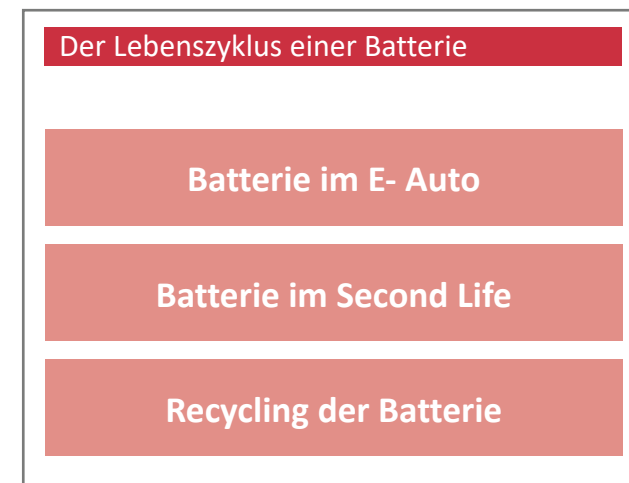 Der Lebenszyklus einer Batterie
Batterie im E- Auto
Batterie im Second Life
Recycling der Batterie